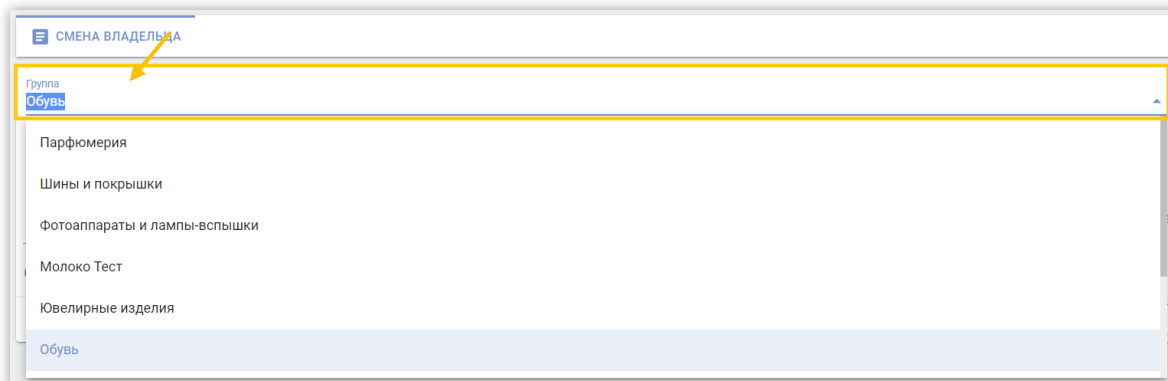 СМЕНА ВЛАДЕЛЬЦА
Группа
Обувь
Парфюмерия
Шины и покрышки
Фотоаппараты и лампы-вспышки
Молоко Тест
Ювелирные изделия
Обувь